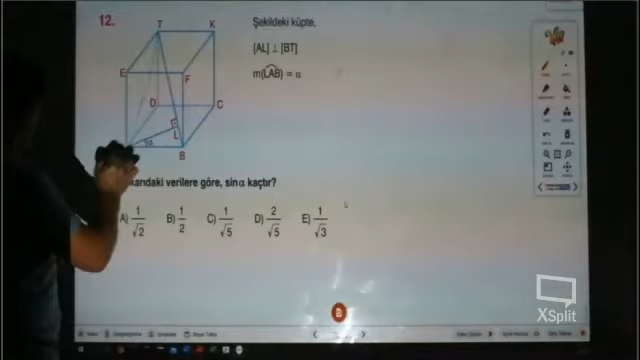 12.
Şekildeki küpte,
[AL] ⊥ [BT]
m(LAB) = α
T K
E F
D C
L
α
B
kandaki verilere göre, sinα kaçtır?
A) 1/√2 B) 1/2 C) 1/√5 D) 2/√5 E) 1/√3
B
XSplit